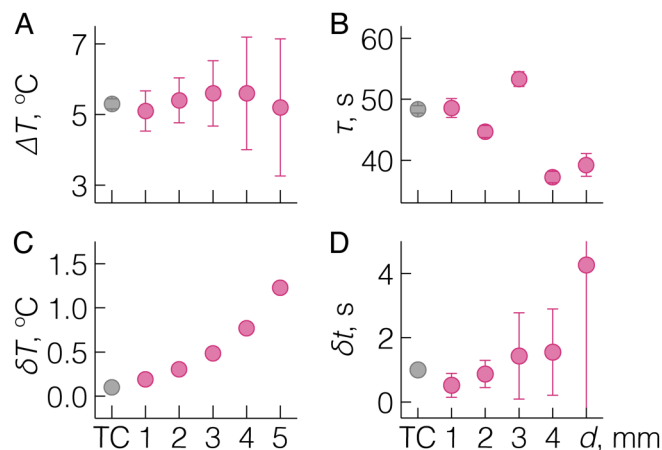 A
7
5
3
ΔT, °C
B
60
50
40
τ, s
C
1.5
1.0
0.5
0.0
δT, °C
TC 1 2 3 4 5
D
4
2
0
δt, s
TC 1 2 3 4 d, mm